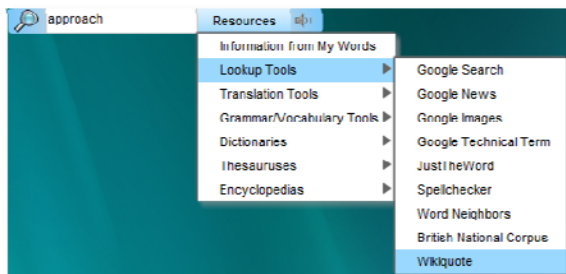 approach
Resources
Information from My Words
Lookup Tools
Translation Tools
Grammar/Vocabulary Tools
Dictionaries
Thesauruses
Encyclopedias
Google Search
Google News
Google Images
Google Technical Term
JustTheWord
Spellchecker
Word Neighbors
British National Corpus
Wikiquote